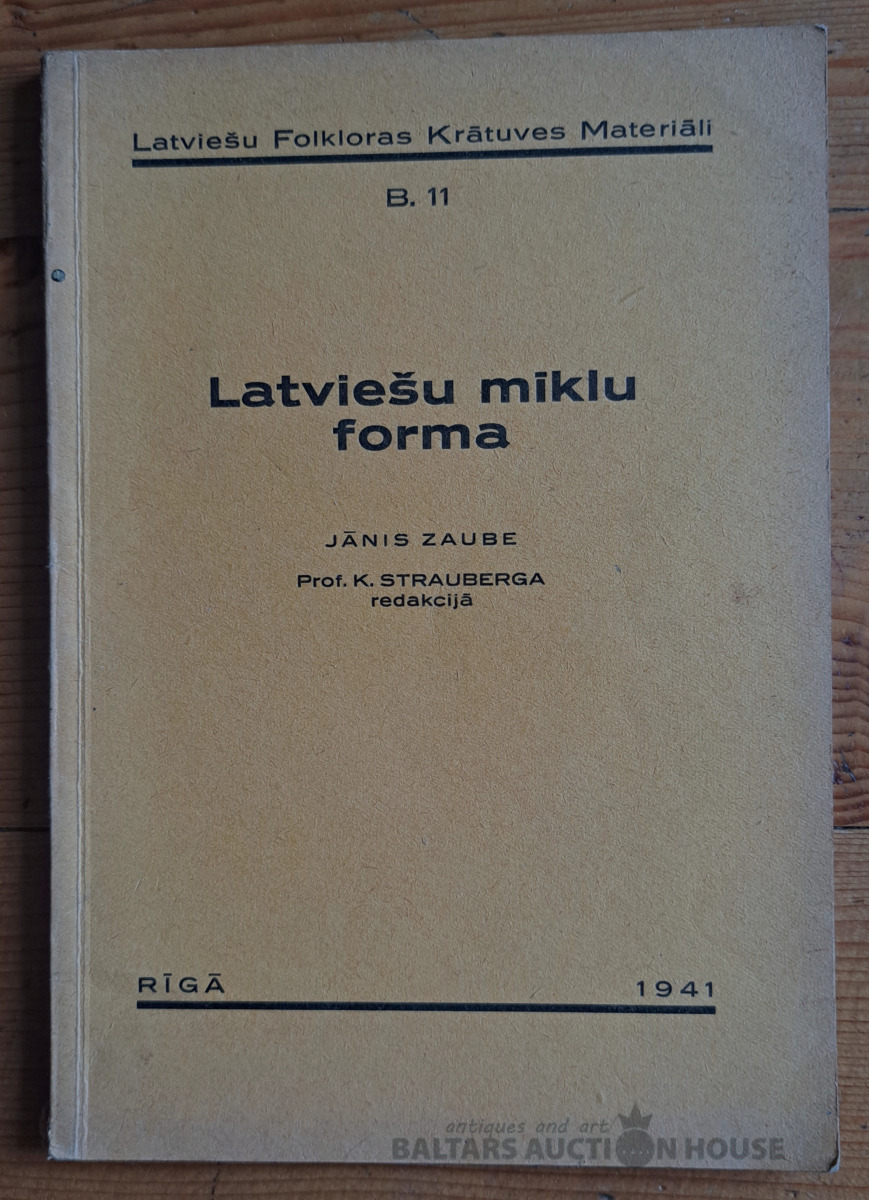 Latviešu Folkloras Krātuves Materiāli
B. 11
Latviešu mīklu
forma
JĀNIS ZAUBE
Prof. K. STRAUBERGA
redakcijā
RĪGĀ 1941
antiques and art
BALTARS AUCTION HOUSE